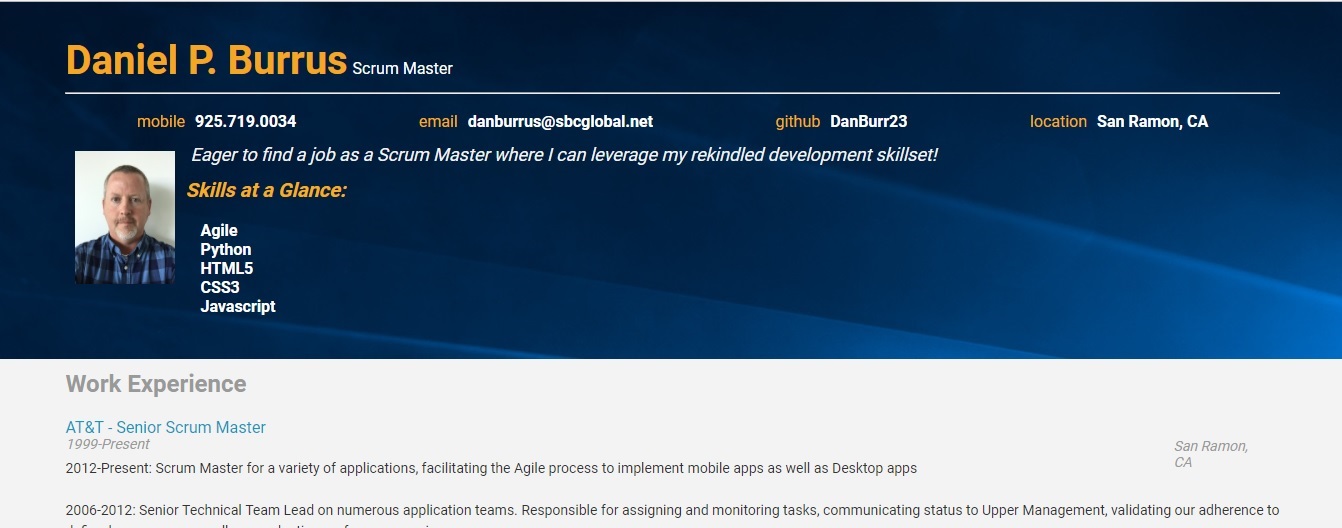 Daniel P. Burrus Scrum Master
mobile 925.719.0034 email danburrus@sbcglobal.net github DanBurr23 location San Ramon, CA
Eager to find a job as a Scrum Master where I can leverage my rekindled development skillset!
Skills at a Glance:
Agile
Python
HTML5
CSS3
Javascript
Work Experience
AT&T - Senior Scrum Master
1999-Present
San Ramon,
CA
2012-Present: Scrum Master for a variety of applications, facilitating the Agile process to implement mobile apps as well as Desktop apps
2006-2012: Senior Technical Team Lead on numerous application teams. Responsible for assigning and monitoring tasks, communicating status to Upper Management, validating our adherence to